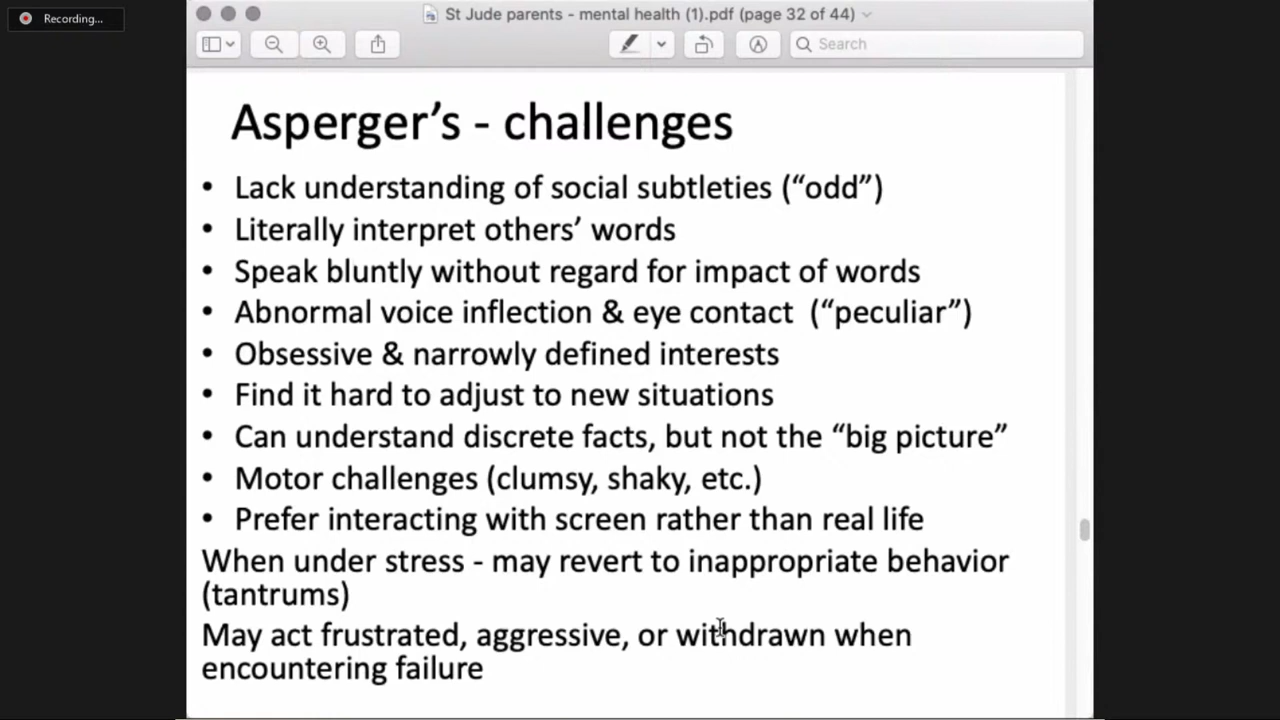 Recording...
St Jude parents - mental health (1).pdf (page 32 of 44)
Search
Asperger’s - challenges
• Lack understanding of social subtleties (“odd”)
• Literally interpret others’ words
• Speak bluntly without regard for impact of words
• Abnormal voice inflection & eye contact (“peculiar”)
• Obsessive & narrowly defined interests
• Find it hard to adjust to new situations
• Can understand discrete facts, but not the “big picture”
• Motor challenges (clumsy, shaky, etc.)
• Prefer interacting with screen rather than real life
When under stress - may revert to inappropriate behavior
(tantrums)
May act frustrated, aggressive, or withdrawn when
encountering failure